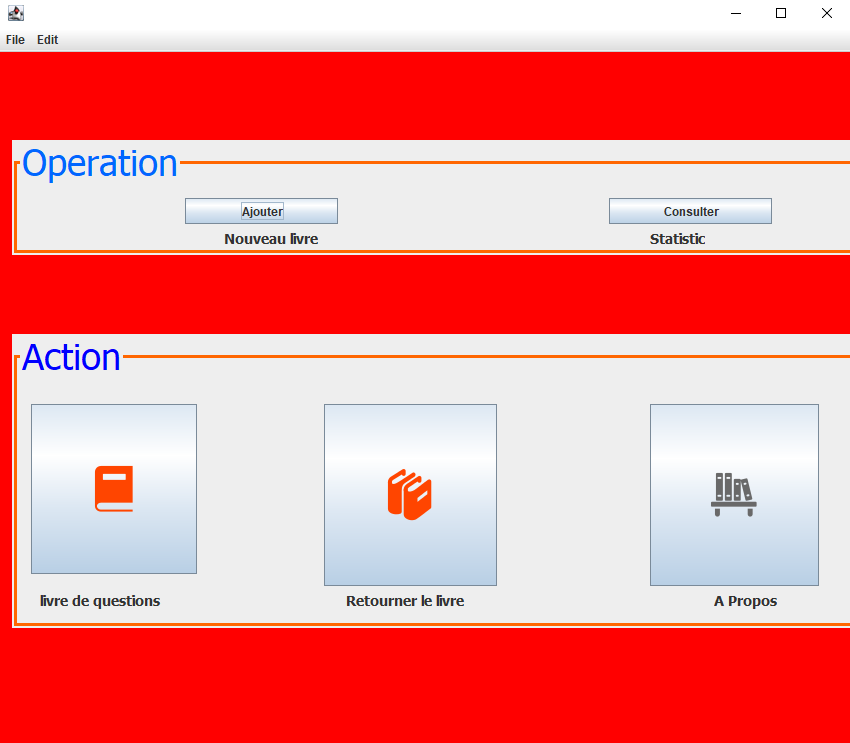 File Edit
Operation
Ajouter Consulter
Nouveau livre Statistic
Action
livre de questions Retourner le livre A Propos